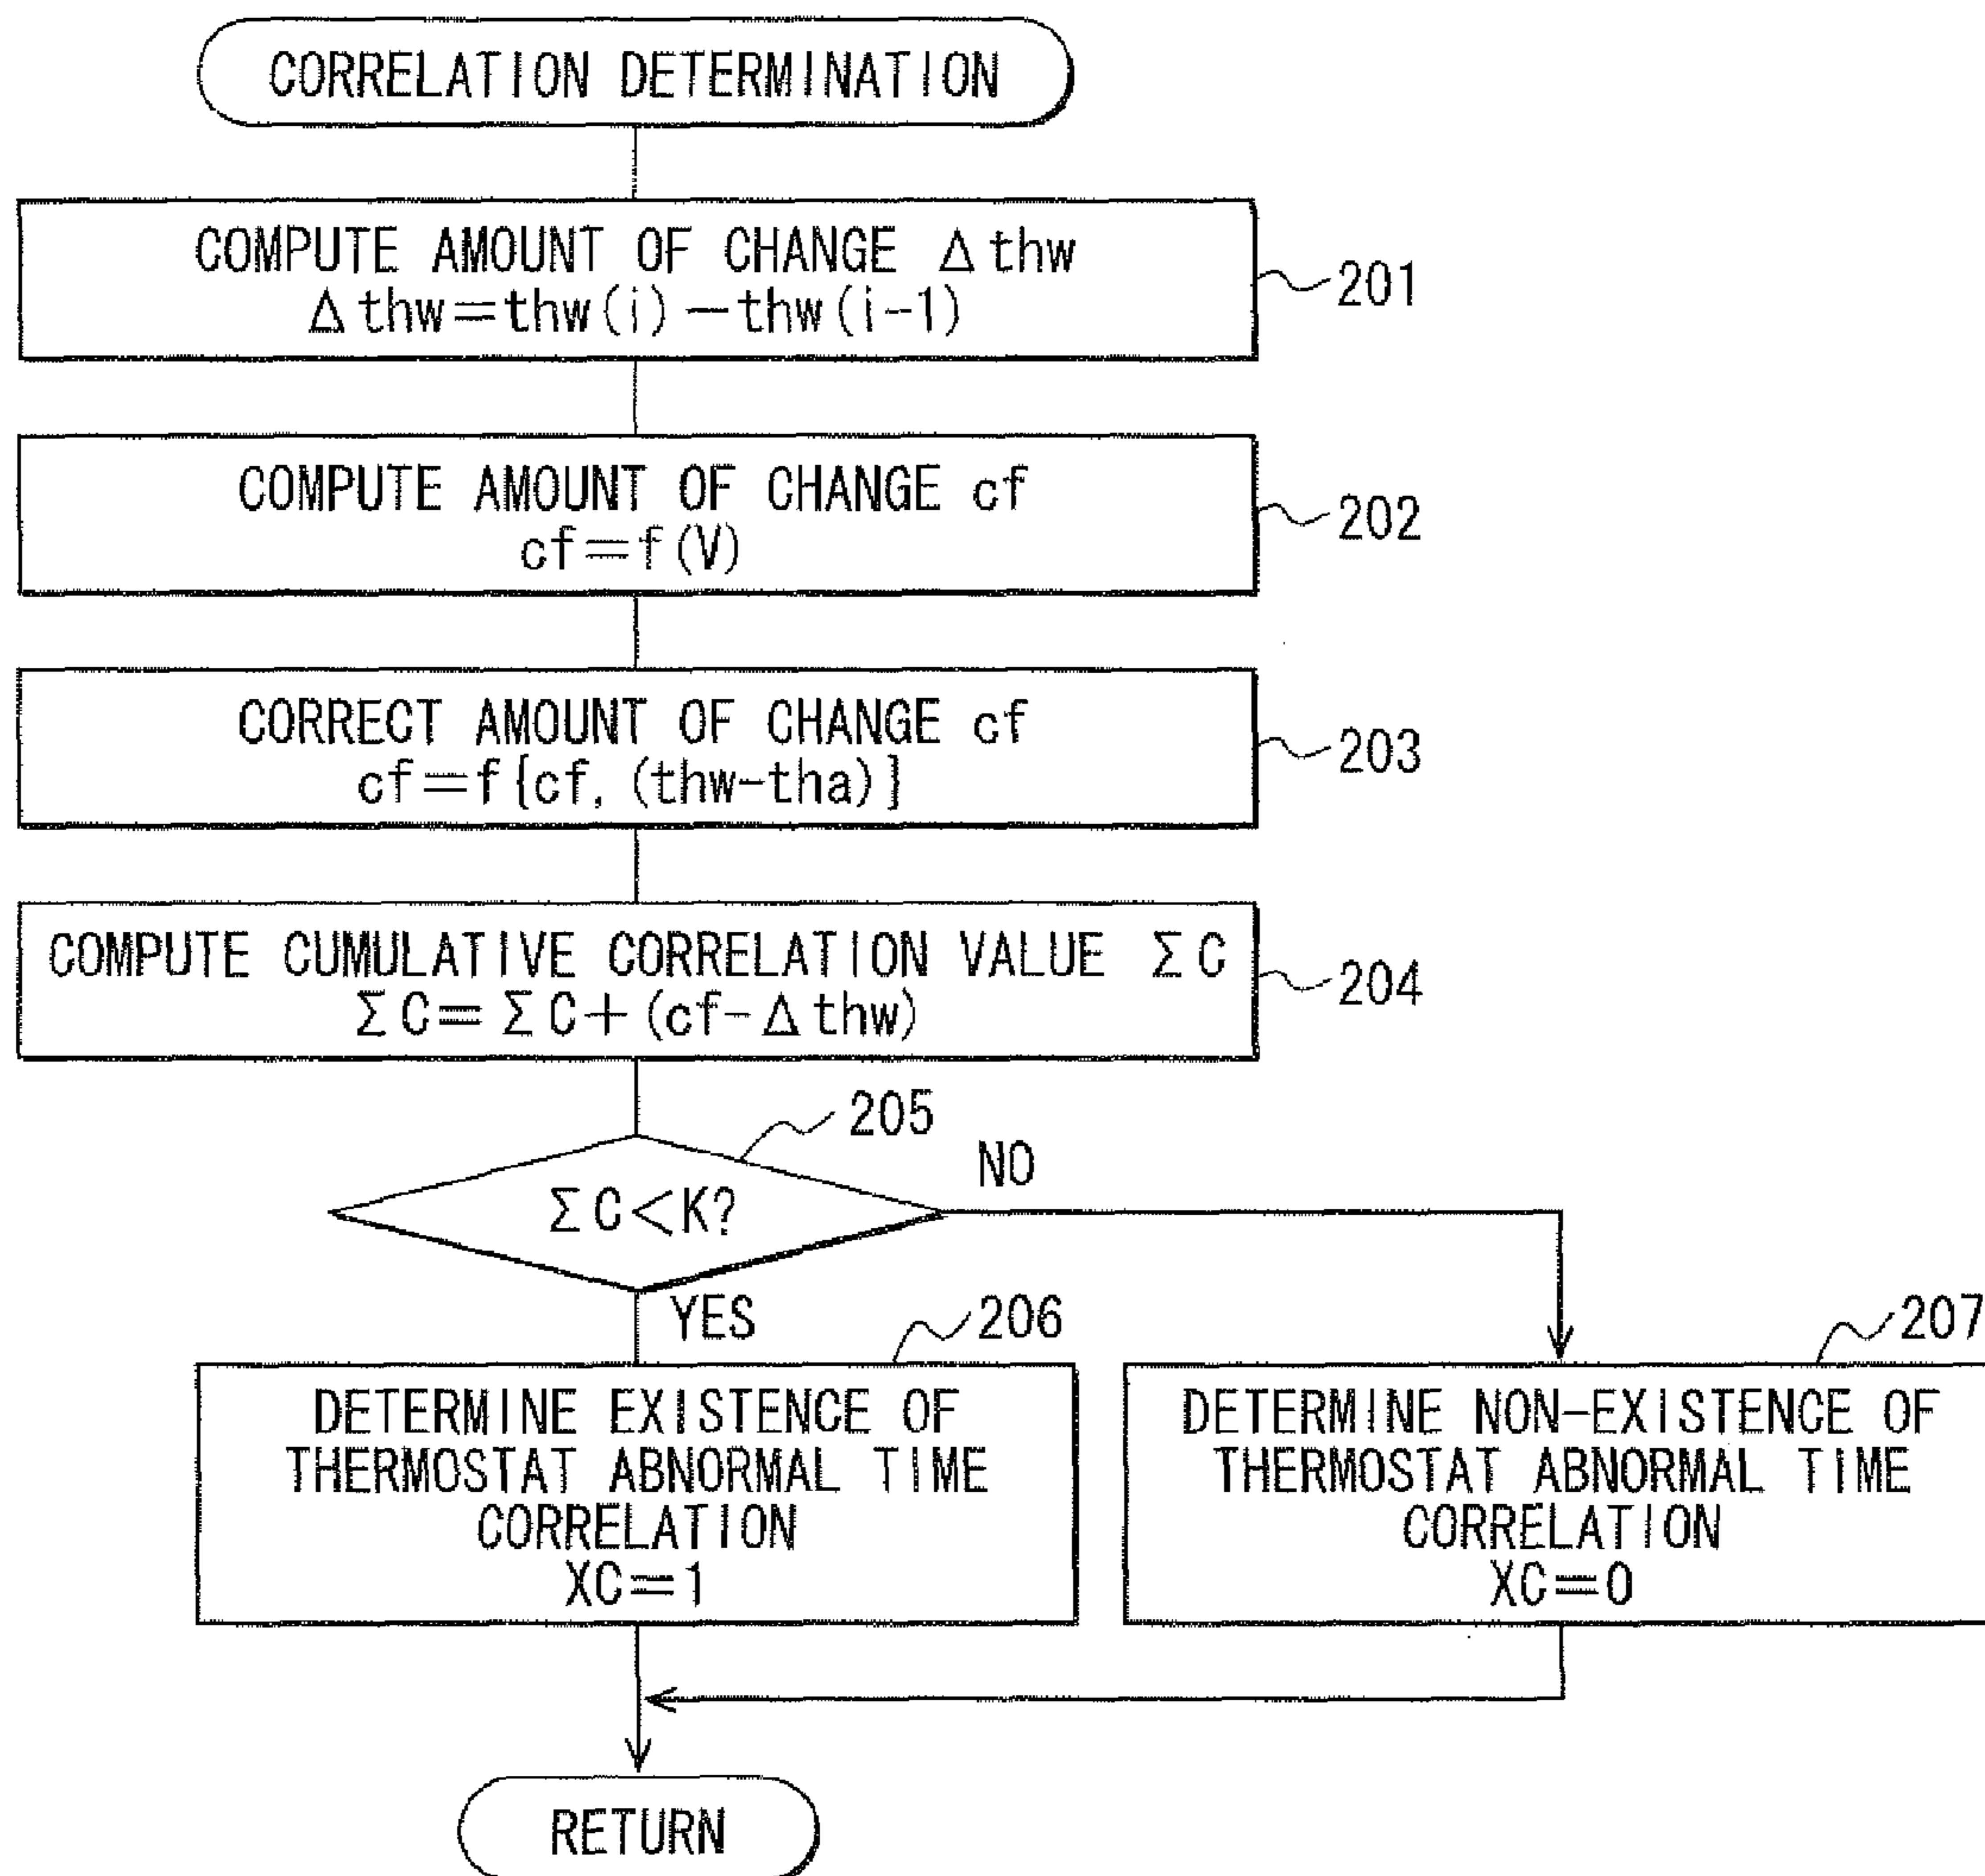 CORRELATION DETERMINATION
COMPUTE AMOUNT OF CHANGE Δthw
Δthw=thw(i)-thw(i-1)
201
COMPUTE AMOUNT OF CHANGE cf
cf=f(V)
202
CORRECT AMOUNT OF CHANGE cf
cf=f{cf, (thw-tha)}
203
COMPUTE CUMULATIVE CORRELATION VALUE ΣC
ΣC=ΣC+(cf-Δthw)
204
205
ΣC<K?
NO
YES
206
DETERMINE EXISTENCE OF
THERMOSTAT ABNORMAL TIME
CORRELATION
XC=1
207
DETERMINE NON-EXISTENCE OF
THERMOSTAT ABNORMAL TIME
CORRELATION
XC=0
RETURN